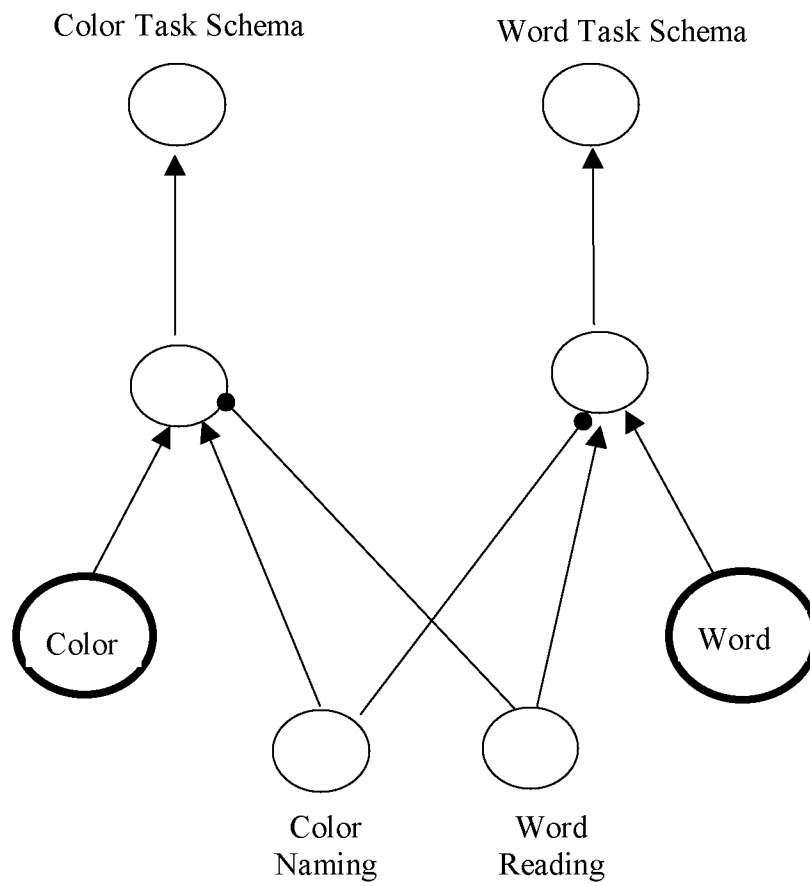 Color Task Schema
Word Task Schema
Color
Word
Color
Naming
Word
Reading